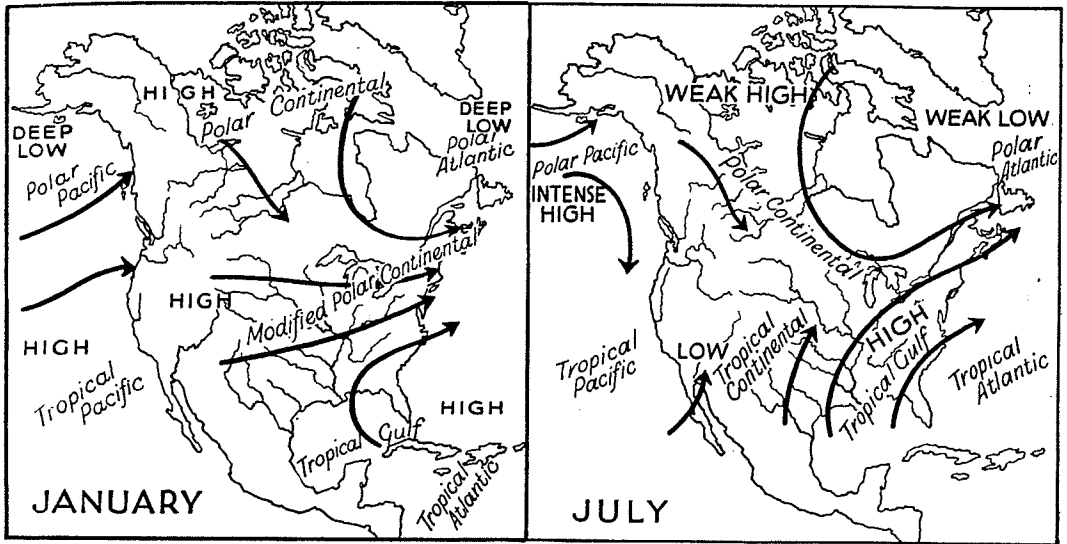 HIGH
Continental
Polar
DEEP
LOW
DEEP
LOW
Polar
Atlantic
Polar
Pacific
HIGH
Modified Polar Continental
HIGH
Tropical
Pacific
HIGH
Tropical Gulf
Tropical
Atlantic
JANUARY
WEAK HIGH
WEAK LOW
Polar
Atlantic
Polar Pacific
INTENSE
HIGH
Polar Continental
HIGH
Tropical Gulf
LOW
Tropical
Continental
Tropical
Pacific
Tropical
Atlantic
JULY